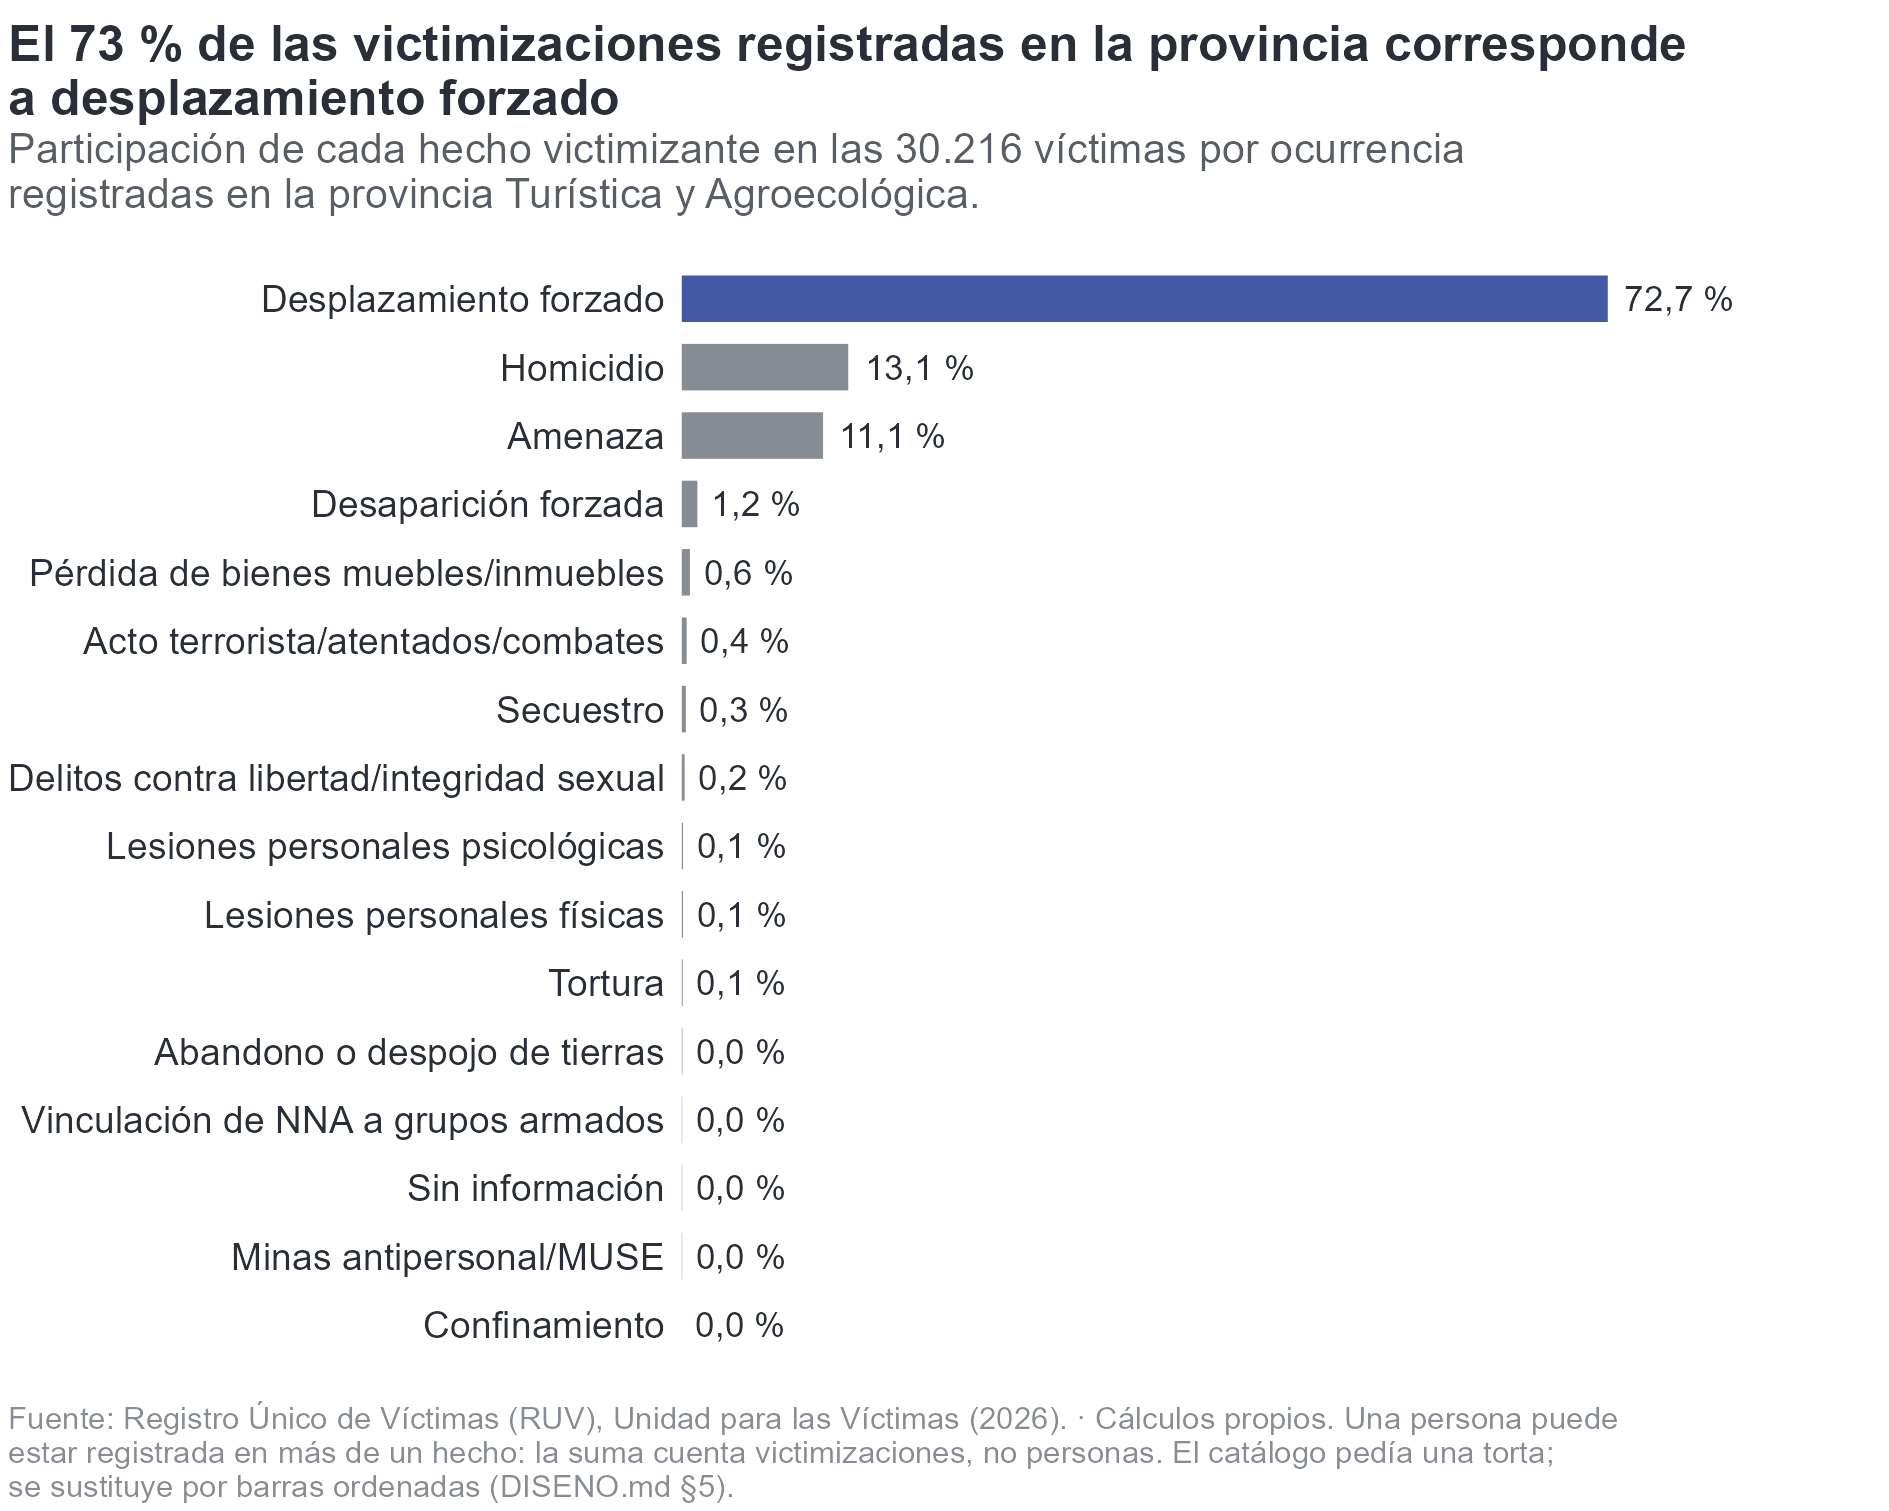 El 73 % de las victimizaciones registradas en la provincia corresponde
a desplazamiento forzado
Participación de cada hecho victimizante en las 30.216 víctimas por ocurrencia
registradas en la provincia Turística y Agroecológica.
Desplazamiento forzado 72,7 %
Homicidio 13,1 %
Amenaza 11,1 %
Desaparición forzada 1,2 %
Pérdida de bienes muebles/inmuebles 0,6 %
Acto terrorista/atentados/combates 0,4 %
Secuestro 0,3 %
Delitos contra libertad/integridad sexual 0,2 %
Lesiones personales psicológicas 0,1 %
Lesiones personales físicas 0,1 %
Tortura 0,1 %
Abandono o despojo de tierras 0,0 %
Vinculación de NNA a grupos armados 0,0 %
Sin información 0,0 %
Minas antipersonal/MUSE 0,0 %
Confinamiento 0,0 %
Fuente: Registro Único de Víctimas (RUV), Unidad para las Víctimas (2026). · Cálculos propios. Una persona puede
estar registrada en más de un hecho: la suma cuenta victimizaciones, no personas. El catálogo pedía una torta;
se sustituye por barras ordenadas (DISENO.md §5).